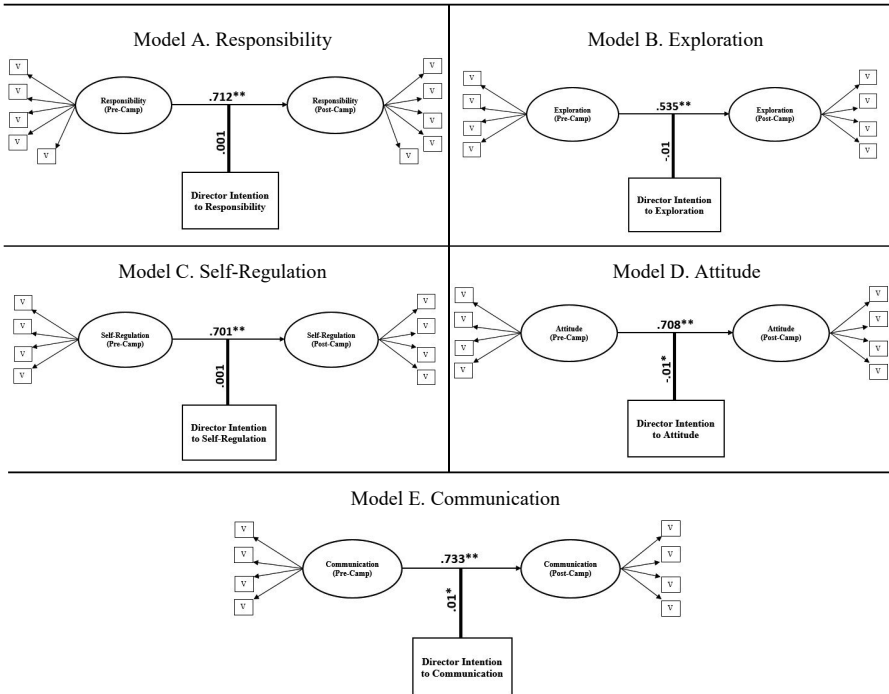 Model A. Responsibility
V
V
V
V
V
Responsibility
(Pre-Camp)
.712**
Responsibility
(Post-Camp)
V
V
V
V
V
.001
Director Intention
to Responsibility
Model B. Exploration
V
V
V
V
Exploration
(Pre-Camp)
.535**
Exploration
(Post-Camp)
V
V
V
V
-.01
Director Intention
to Exploration
Model C. Self-Regulation
V
V
V
V
Self-Regulation
(Pre-Camp)
.701**
Self-Regulation
(Post-Camp)
V
V
V
V
.001
Director Intention
to Self-Regulation
Model D. Attitude
V
V
V
V
Attitude
(Pre-Camp)
.708**
Attitude
(Post-Camp)
V
V
V
V
-.01*
Director Intention
to Attitude
Model E. Communication
V
V
V
V
Communication
(Pre-Camp)
.733**
Communication
(Post-Camp)
V
V
V
V
.01*
Director Intention
to Communication